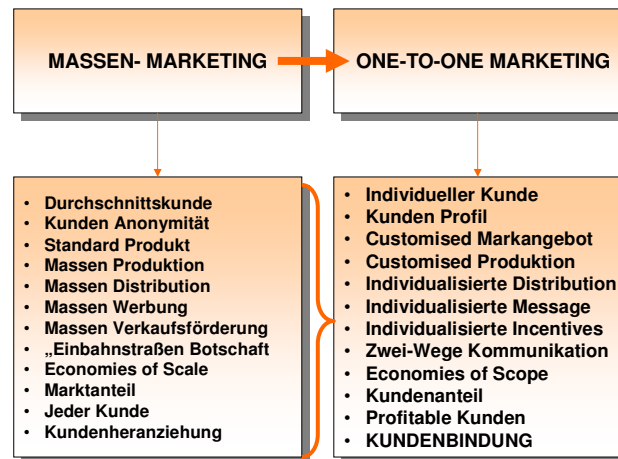 MASSEN- MARKETING
ONE-TO-ONE MARKETING
• Durchschnittskunde
• Kunden Anonymität
• Standard Produkt
• Massen Produktion
• Massen Distribution
• Massen Werbung
• Massen Verkaufsförderung
• „Einbahnstraßen Botschaft
• Economies of Scale
• Marktanteil
• Jeder Kunde
• Kundenheranziehung
• Individueller Kunde
• Kunden Profil
• Customised Markangebot
• Customised Produktion
• Individualisierte Distribution
• Individualisierte Message
• Individualisierte Incentives
• Zwei-Wege Kommunikation
• Economies of Scope
• Kundenanteil
• Profitable Kunden
• KUNDENBINDUNG